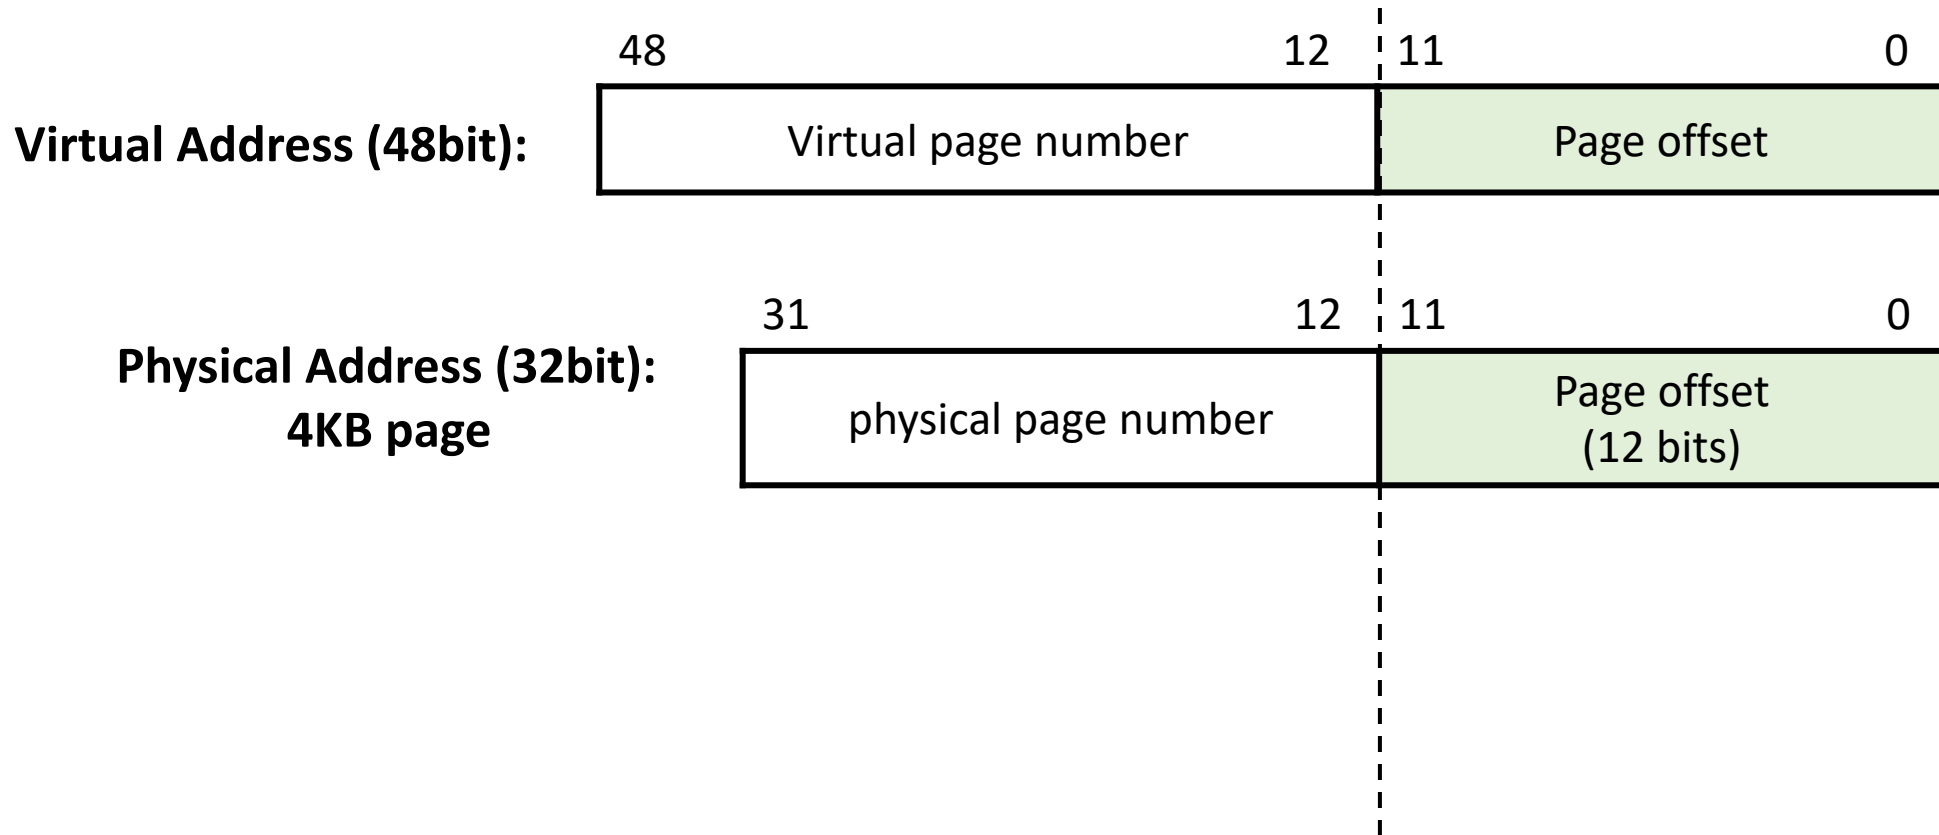 48 12 11 0
Virtual Address (48bit): Virtual page number Page offset
31 12 11 0
Physical Address (32bit):
4KB page
physical page number
Page offset
(12 bits)